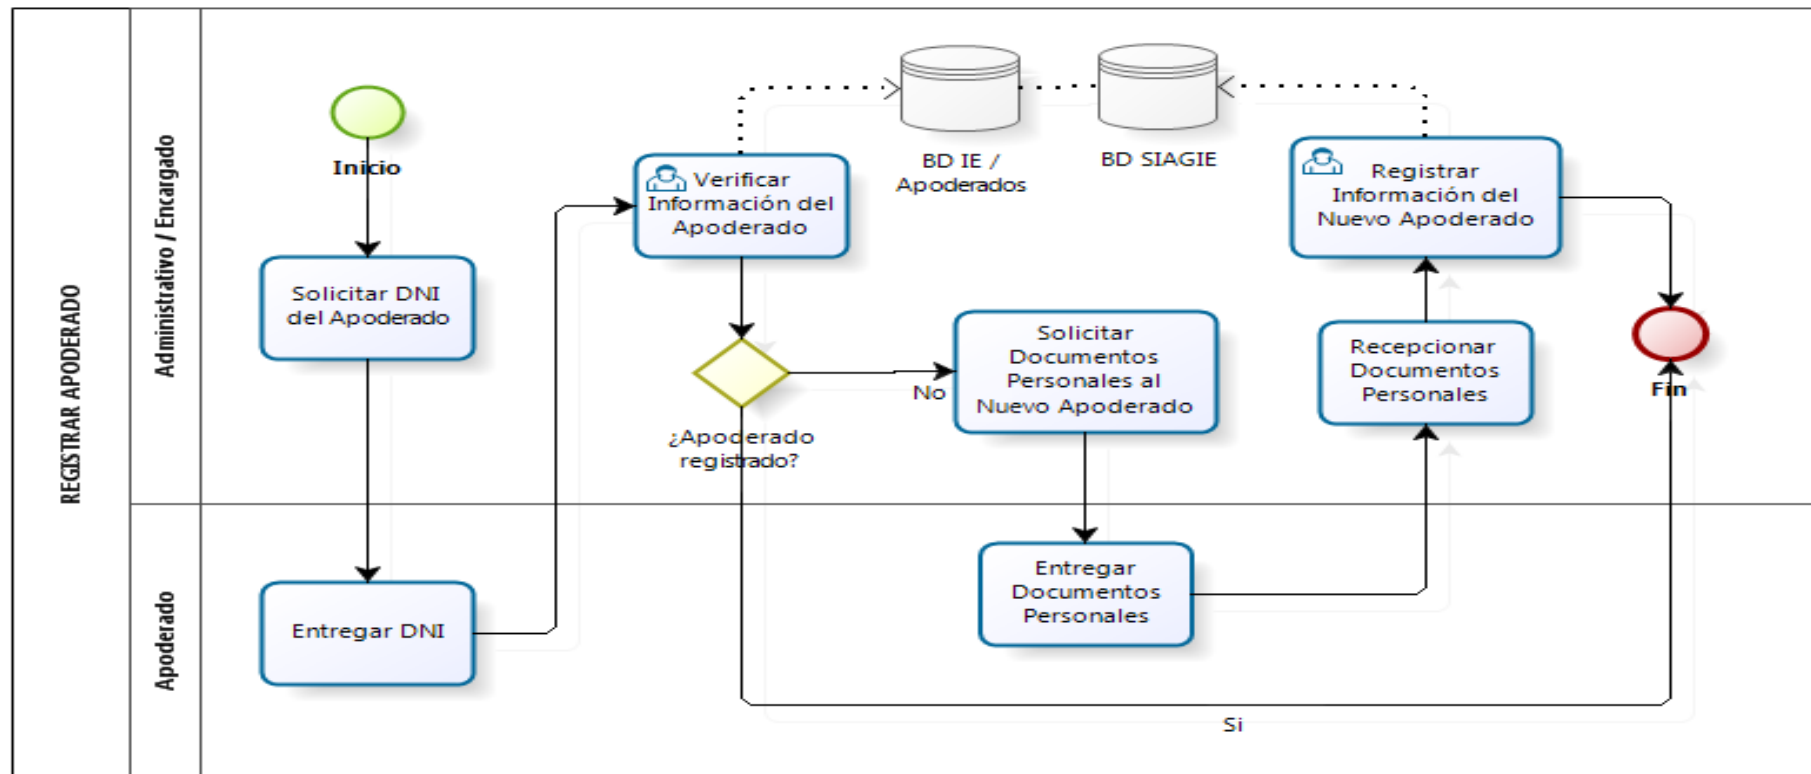 REGISTRAR APODERADO
Administrativo / Encargado
Inicio
Solicitar DNI
del Apoderado
Verificar
Información del
Apoderado
BD IE /
Apoderados
BD SIAGIE
Registrar
Información del
Nuevo Apoderado
¿Apoderado
registrado?
No
Solicitar
Documentos
Personales al
Nuevo Apoderado
Recepcionar
Documentos
Personales
Fin
Apoderado
Entregar DNI
Entregar
Documentos
Personales
Si